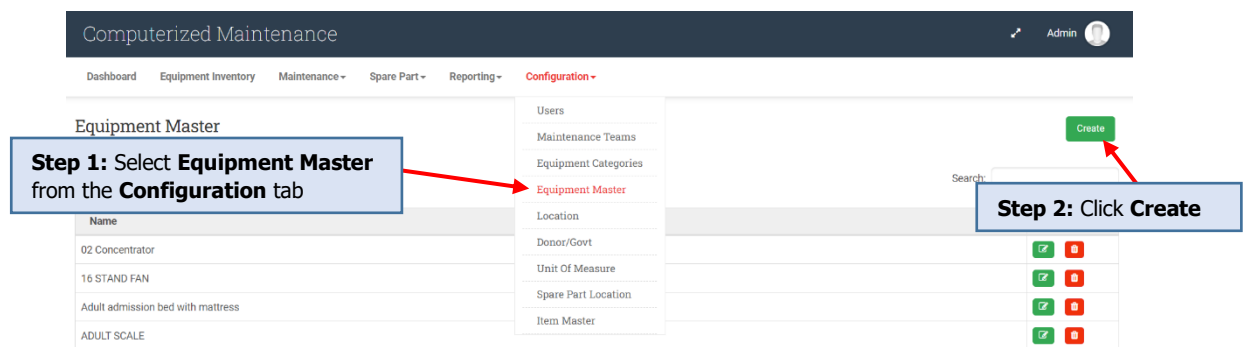 Computerized Maintenance
Admin
Dashboard Equipment Inventory Maintenance Spare Part Reporting Configuration
Users
Equipment Master
Maintenance Teams
Create
Step 1: Select Equipment Master
from the Configuration tab
Equipment Categories
Search:
Equipment Master
Step 2: Click Create
Location
Name
Donor/Govt
02 Concentrator
Unit Of Measure
16 STAND FAN
Spare Part Location
Adult admission bed with mattress
Item Master
ADULT SCALE